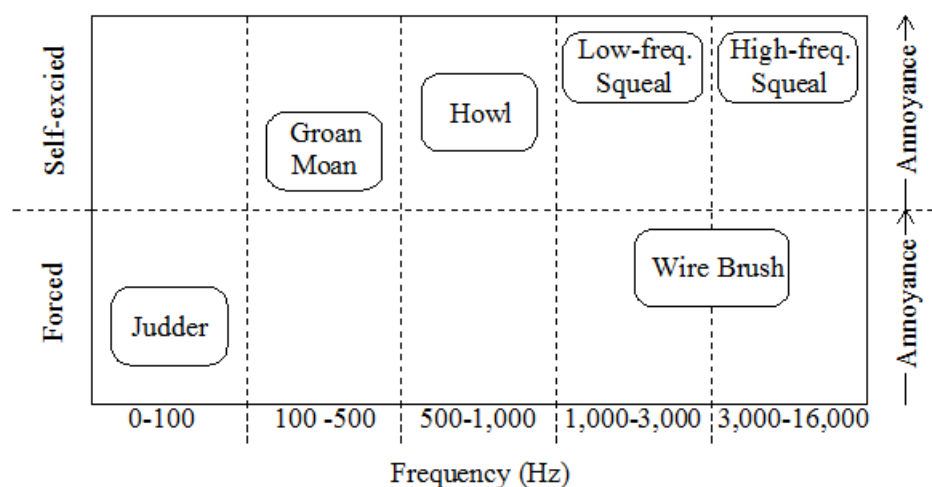 Self-excied
Low-freq.
Squeal
High-freq.
Squeal
Howl
Groan
Moan
Annoyance
Forced
Wire Brush
Judder
Annoyance
0-100
100 -500
500-1,000
1,000-3,000
3,000-16,000
Frequency (Hz)